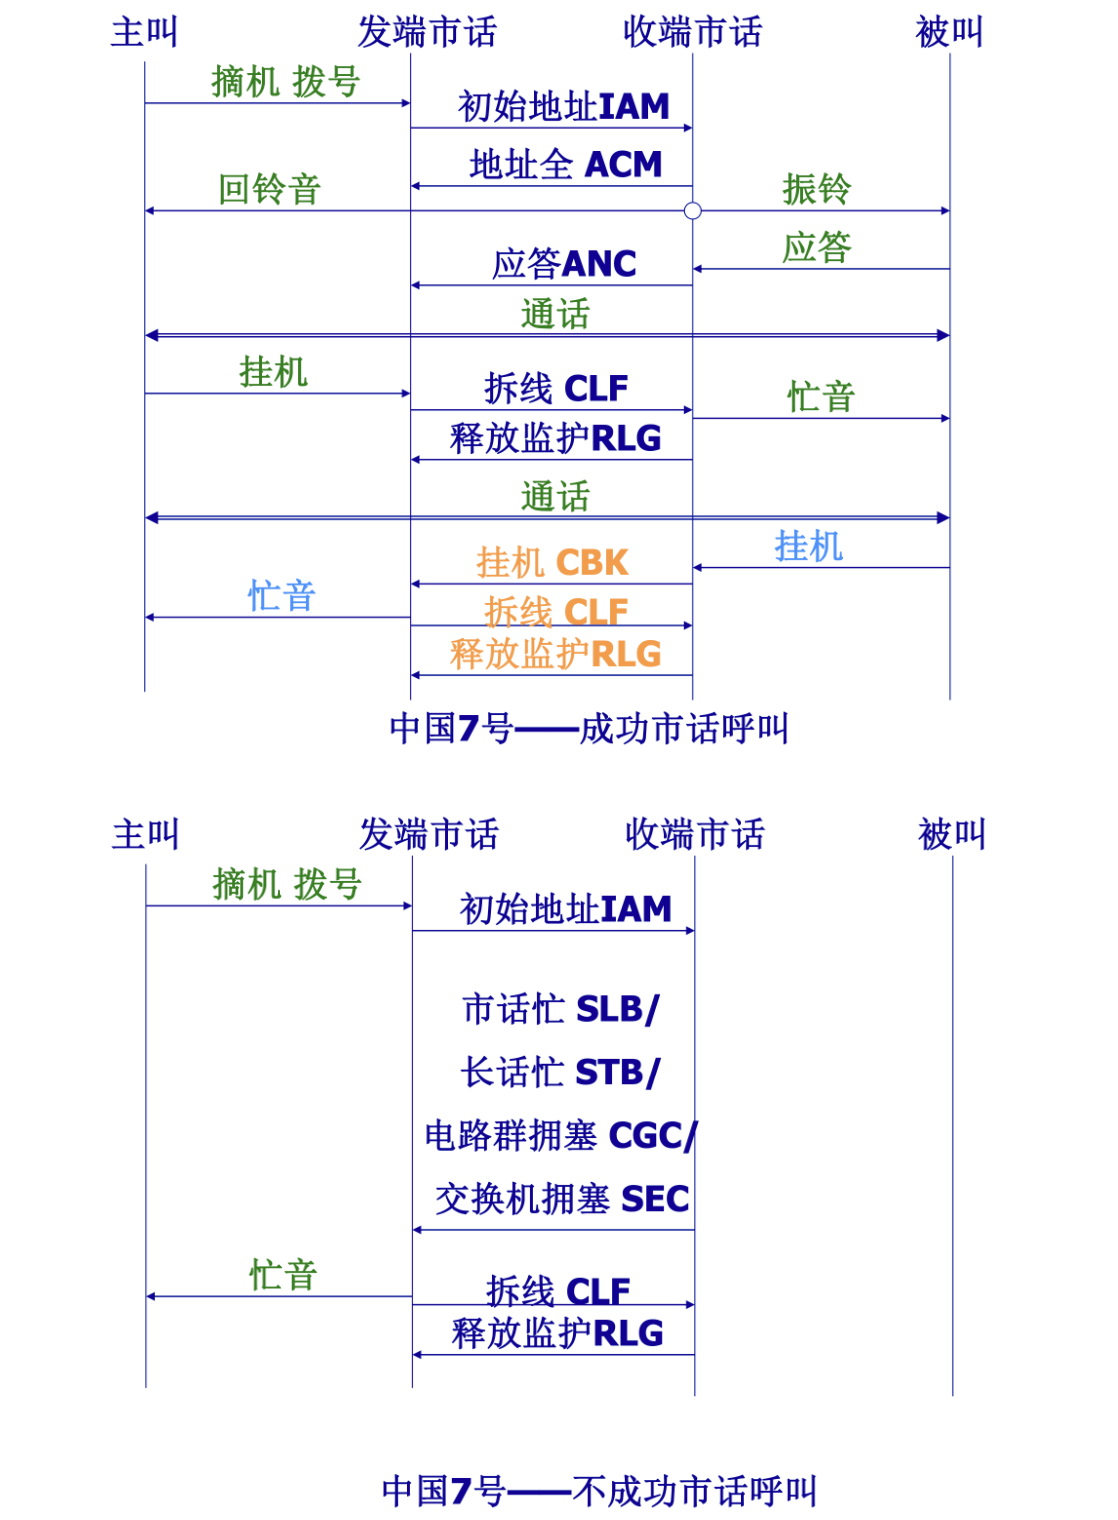 主叫 发端市话 收端市话 被叫
摘机 拨号
初始地址IAM
地址全 ACM
回铃音 振铃
应答
应答ANC
通话
挂机
拆线 CLF
忙音
释放监护RLG
通话
挂机
挂机 CBK
忙音
拆线 CLF
释放监护RLG
中国7号——成功市话呼叫
主叫 发端市话 收端市话 被叫
摘机 拨号
初始地址IAM
市话忙 SLB/
长话忙 STB/
电路群拥塞 CGC/
交换机拥塞 SEC
忙音
拆线 CLF
释放监护RLG
中国7号——不成功市话呼叫